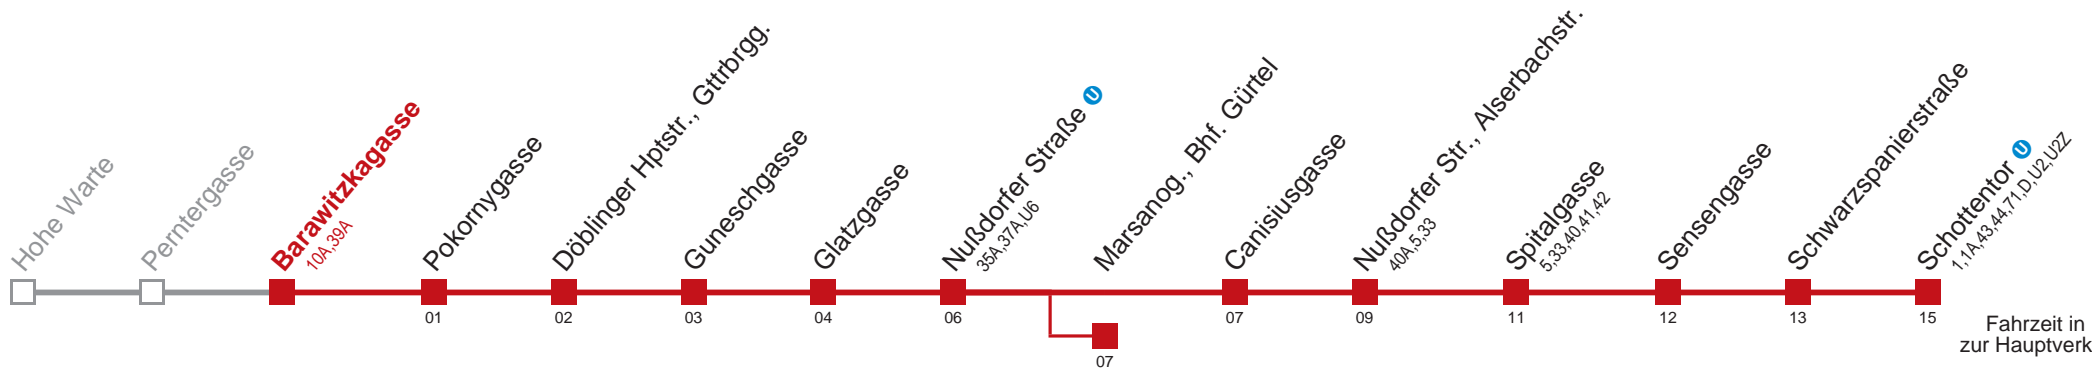 Hohe Warte
Perntergasse
Barawitzkagasse
10A,39A
Pokornygasse
Döblinger Hptstr., Gttrbrgg.
Guneschgasse
Glatzgasse
Nußdorfer Straße U
35A,37A,U6
Marsanog., Bhf. Gürtel
Canisiusgasse
Nußdorfer Str., Alserbachstr.
40A,5,33
Spitalgasse
5,33,40,41,42
Sensengasse
Schwarzspanierstraße
Schottentor U
1,1A,43,44,71,D,U2,U2Z
01
02
03
04
06
07
09
11
12
13
15
07
Fahrzeit in
zur Hauptverk